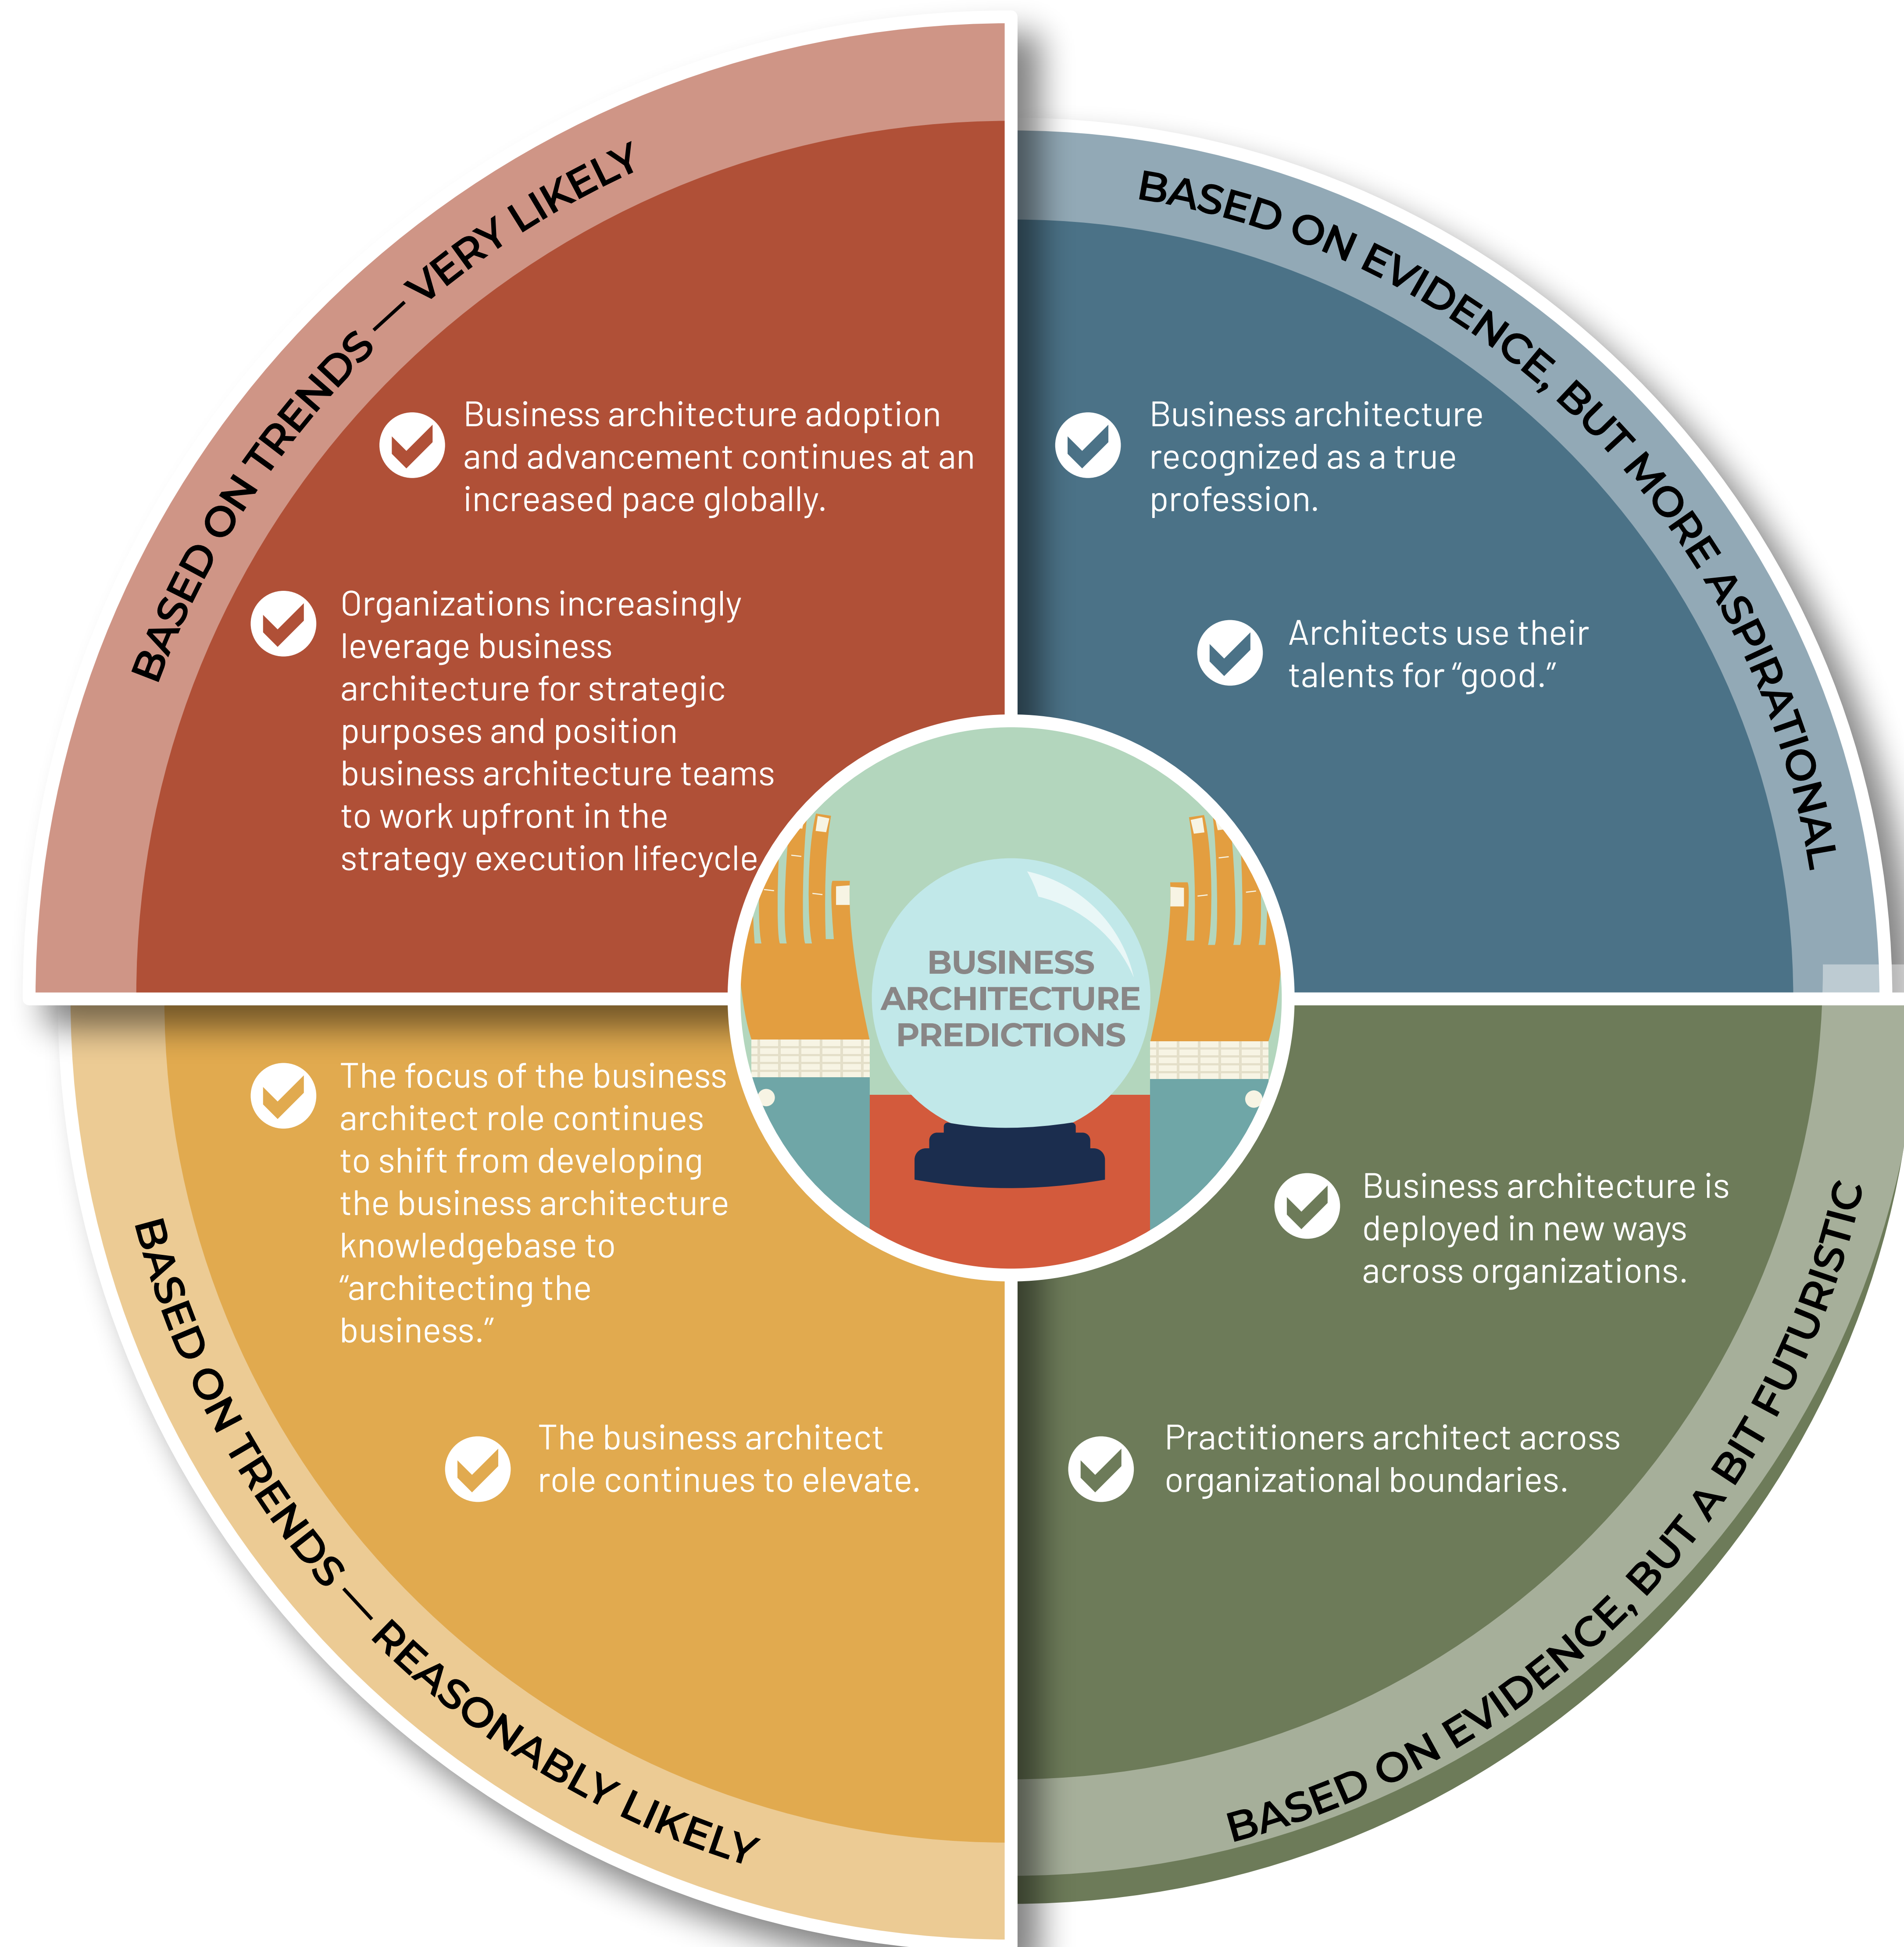 BASED ON TRENDS — VERY LIKELY
Business architecture adoption
and advancement continues at an
increased pace globally.
Organizations increasingly
leverage business
architecture for strategic
purposes and position
business architecture teams
to work upfront in the
strategy execution lifecycle.
BASED ON EVIDENCE, BUT MORE ASPIRATIONAL
Business architecture
recognized as a true
profession.
Architects use their
talents for “good.”
BUSINESS
ARCHITECTURE
PREDICTIONS
BASED ON TRENDS — REASONABLY LIKELY
The focus of the business
architect role continues
to shift from developing
the business architecture
knowledgebase to
“architecting the
business.”
The business architect
role continues to elevate.
BASED ON EVIDENCE, BUT A BIT FUTURISTIC
Business architecture is
deployed in new ways
across organizations.
Practitioners architect across
organizational boundaries.